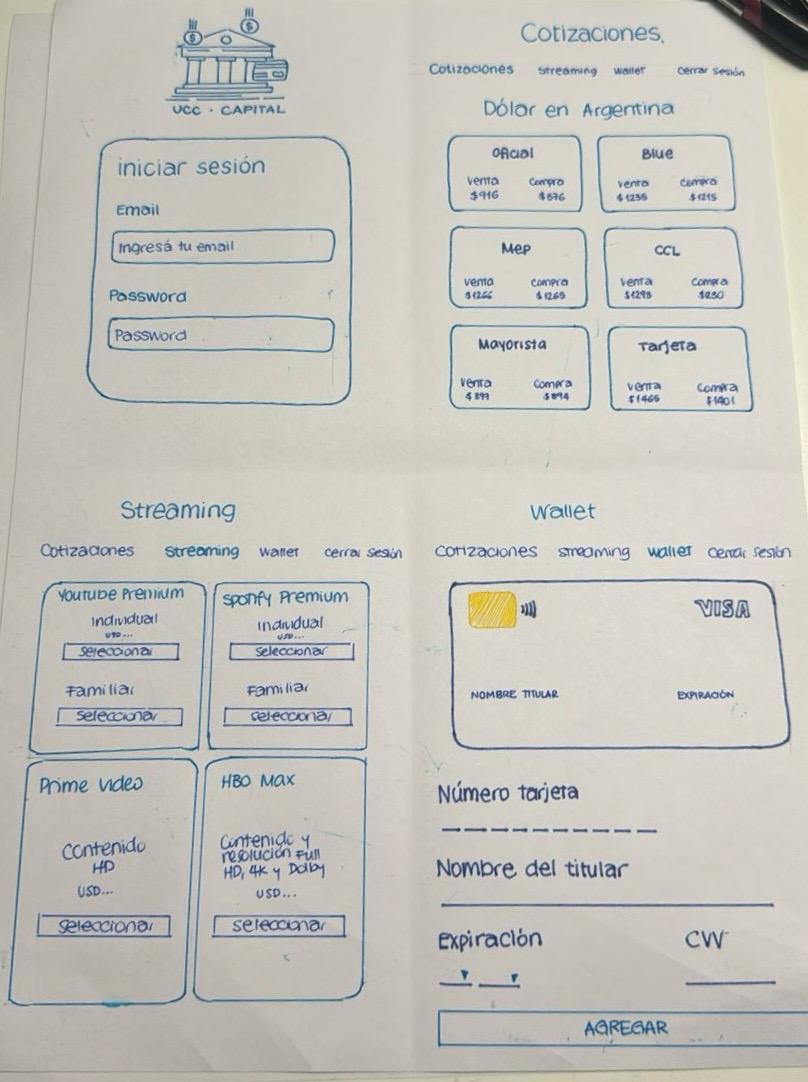 UCC · CAPITAL
iniciar sesión
Email
Ingresá tu email
Password
Password
Cotizaciones.
Cotizaciones streaming wallet cerrar sesión
Dólar en Argentina
Oficial
venta compra
$916 $876
Blue
venta compra
$1235 $1215
Mep
venta compra
$1266 $1265
CCL
venta compra
$1293 $1290
Mayorista
venta compra
$897 $894
Tarjeta
venta compra
$1465 $1401
Streaming
Cotizaciones streaming wallet cerrar sesión
Youtube Premium
Individual
USD...
seleccionar
Familiar
seleccionar
Spotify Premium
Individual
USD...
seleccionar
Familiar
seleccionar
Prime video
Contenido
HD
USD...
seleccionar
HBO Max
Contenido y
resolución Full
HD, 4K y Dolby
USD...
seleccionar
Wallet
cotizaciones streaming wallet cerrar sesión
VISA
NOMBRE TITULAR EXPIRACIÓN
Número tarjeta
Nombre del titular
Expiración CVV
AGREGAR